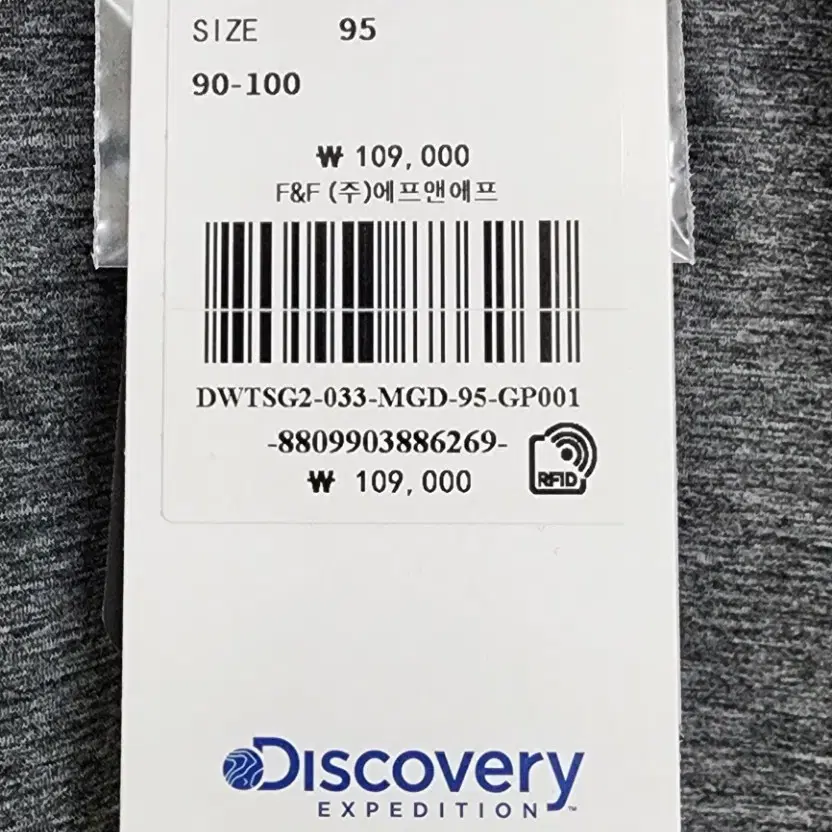 SIZE 95
90-100
₩ 109,000
F&F (주)에프앤에프
DWTSG2-033-MGD-95-GP001
-8809903886269-
RFID
₩ 109,000
Discovery
EXPEDITION™